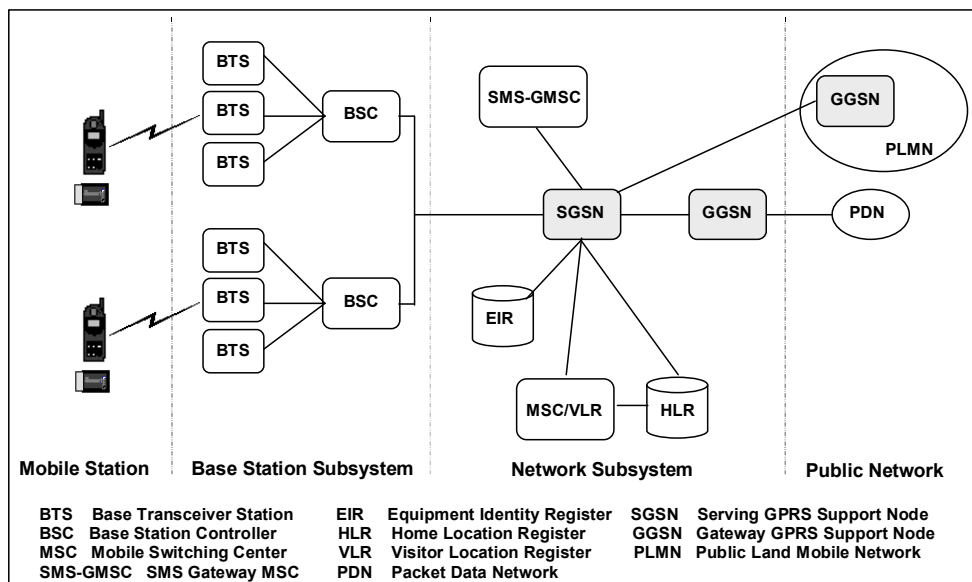 BTS
BTS
BTS
BSC
SMS-GMSC
GGSN
PLMN
SGSN
GGSN
PDN
BTS
BTS
BTS
BSC
EIR
MSC/VLR
HLR
Mobile Station
Base Station Subsystem
Network Subsystem
Public Network
BTS Base Transceiver Station
EIR Equipment Identity Register
SGSN Serving GPRS Support Node
BSC Base Station Controller
HLR Home Location Register
GGSN Gateway GPRS Support Node
MSC Mobile Switching Center
VLR Visitor Location Register
PLMN Public Land Mobile Network
SMS-GMSC SMS Gateway MSC
PDN Packet Data Network